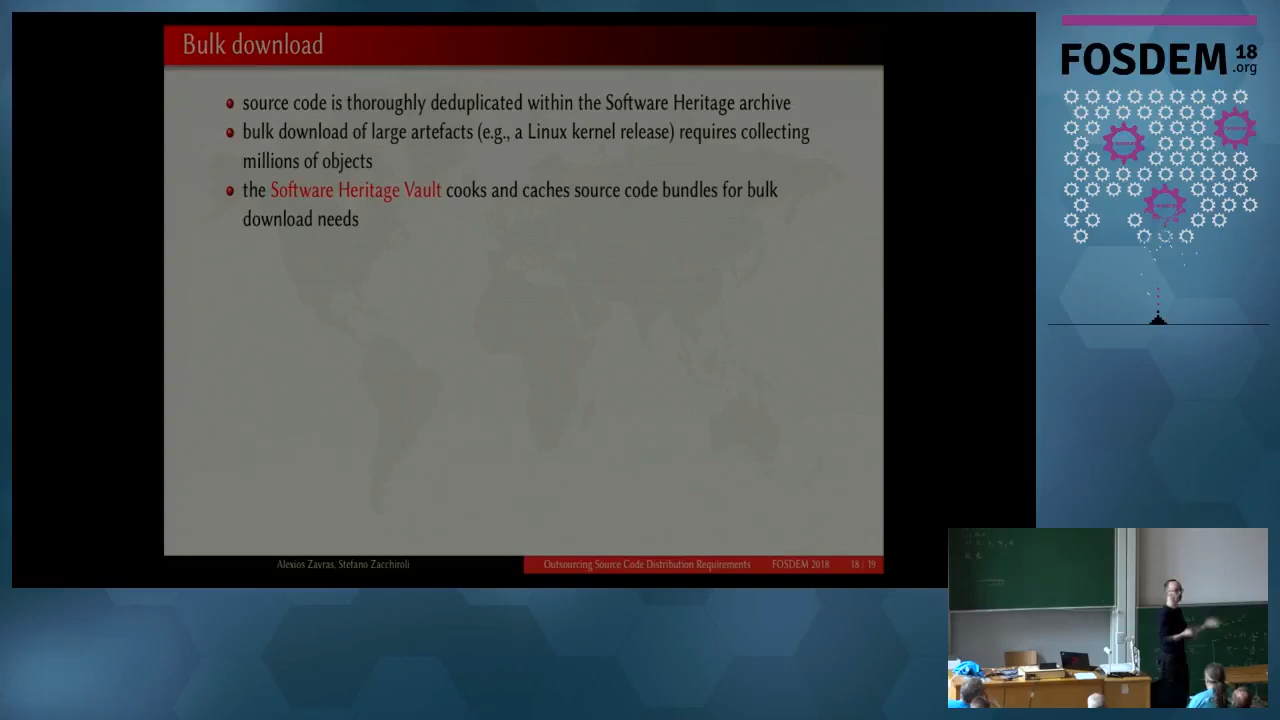 Bulk download
source code is thoroughly deduplicated within the Software Heritage archive
bulk download of large artefacts (e.g., a Linux kernel release) requires collecting
millions of objects
the Software Heritage Vault cooks and caches source code bundles for bulk
download needs
Alexios Zavras, Stefano Zacchiroli
Outsourcing Source Code Distribution Requirements
FOSDEM 2018
18 / 19
FOSDEM 18
.org